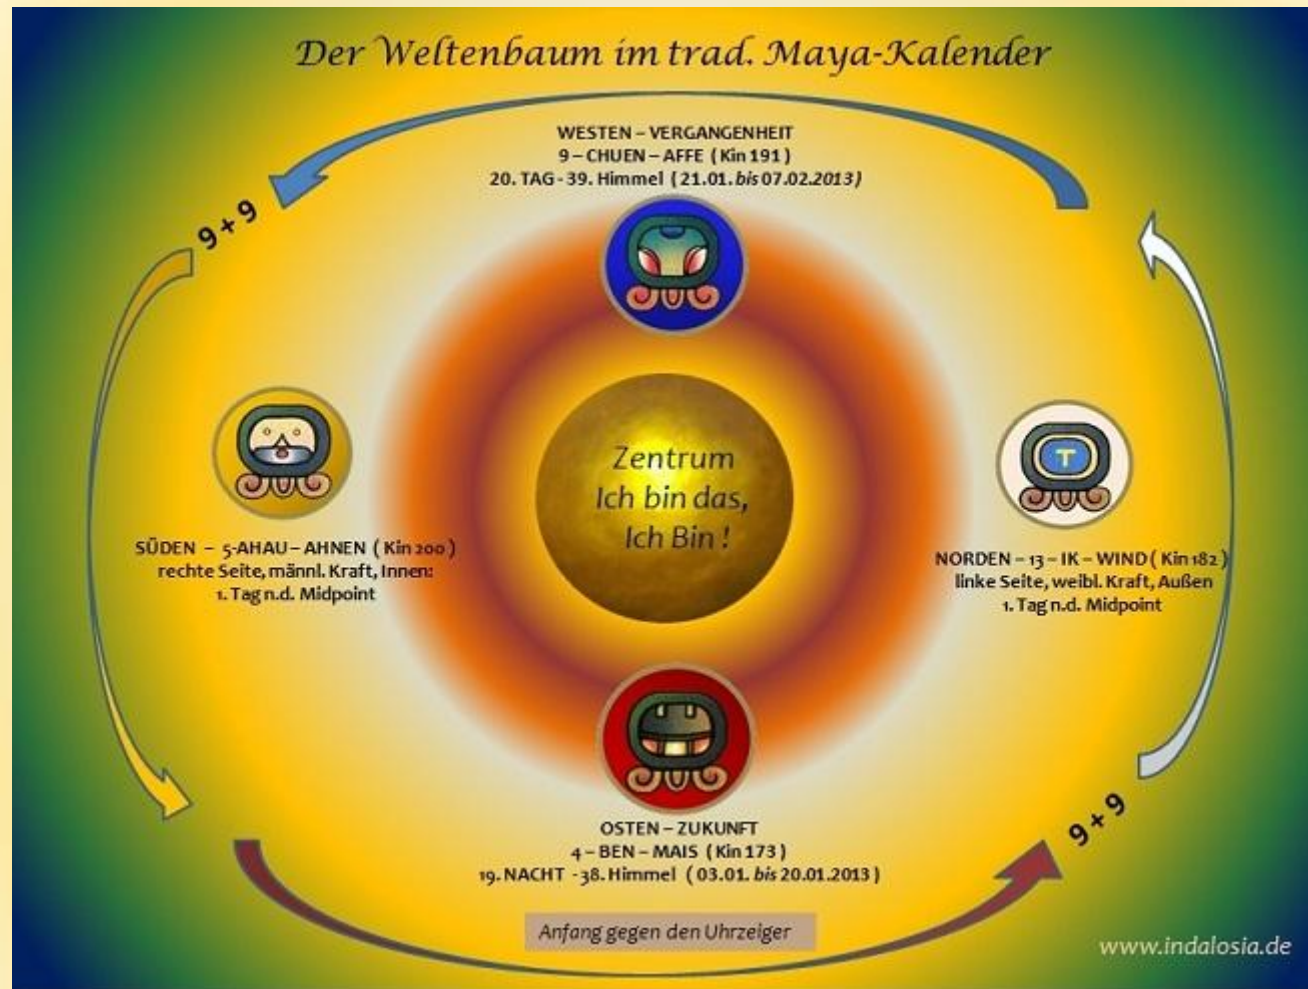 Der Weltenbaum im trad. Maya-Kalender
WESTEN – VERGANGENHEIT
9 – CHUEN – AFFE ( Kin 191 )
20. TAG - 39. Himmel ( 21.01. bis 07.02.2013)
9 + 9
Zentrum
Ich bin das,
Ich Bin !
T
SÜDEN – 5-AHAU – AHNEN ( Kin 200 )
rechte Seite, männl. Kraft, Innen:
1. Tag n.d. Midpoint
NORDEN – 13 – IK – WIND ( Kin 182 )
linke Seite, weibl. Kraft, Außen
1. Tag n.d. Midpoint
9 + 9
OSTEN – ZUKUNFT
4 – BEN – MAIS ( Kin 173 )
19. NACHT - 38. Himmel ( 03.01. bis 20.01.2013 )
Anfang gegen den Uhrzeiger
www.indalosia.de